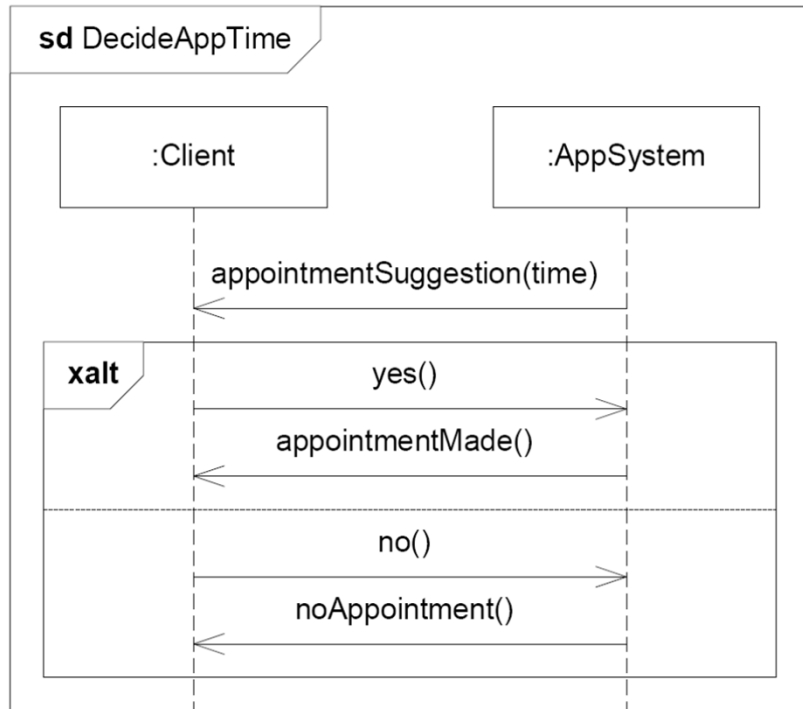 sd DecideAppTime
:Client
:AppSystem
appointmentSuggestion(time)
xalt
yes()
appointmentMade()
no()
noAppointment()